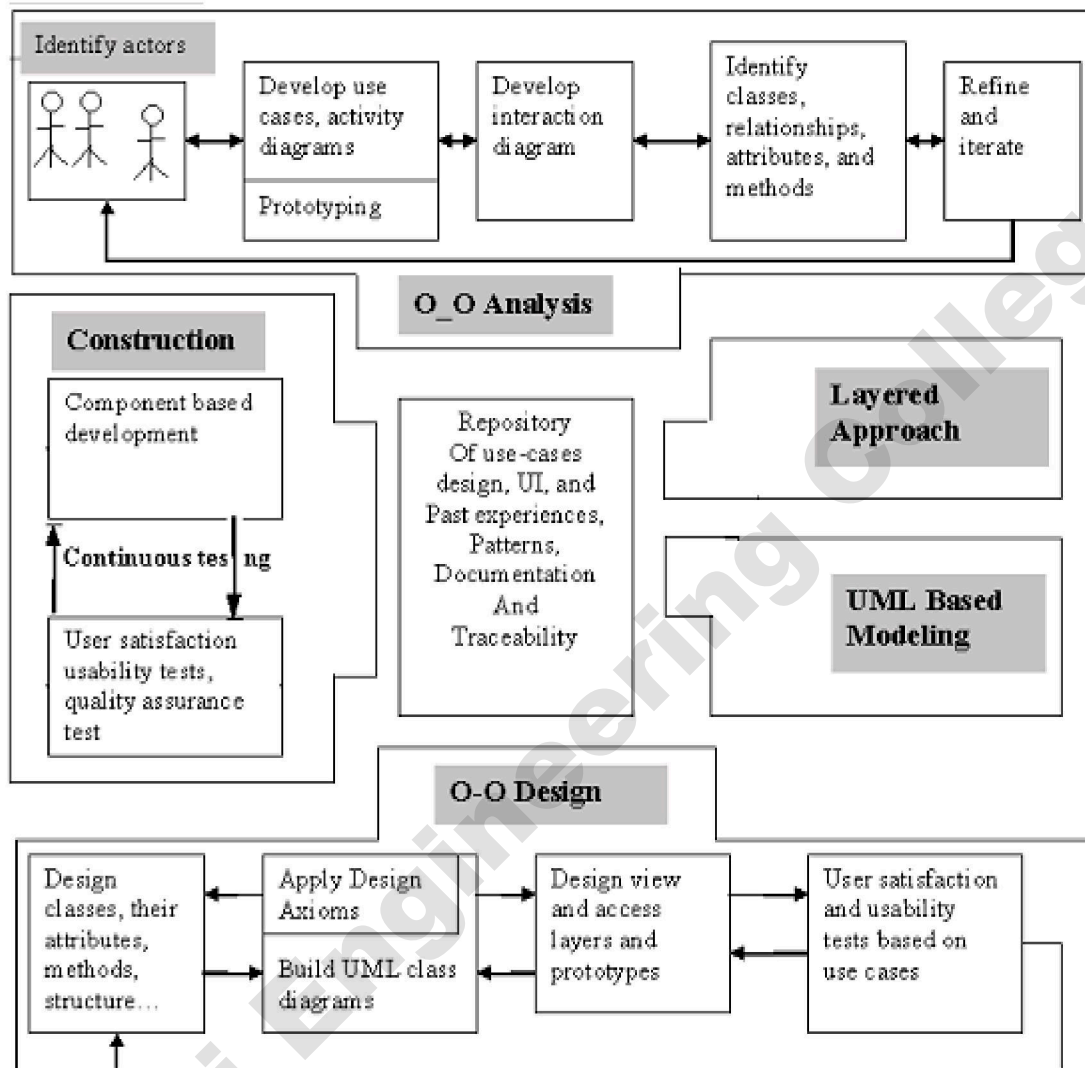 Identify actors
Develop use
cases, activity
diagrams
Prototyping
Develop
interaction
diagram
Identify
classes,
relationships,
attributes, and
methods
Refine
and
iterate
O_O Analysis
Construction
Component based
development
Continuous tes ng
User satisfaction
usability tests,
quality assurance
test
Repository
Of use-cases
design, UI, and
Past experiences,
Patterns,
Documentation
And
Traceability
Layered
Approach
UML Based
Modeling
O-O Design
Design
classes, their
attributes,
methods,
structure...
Apply Design
Axioms
Build UML class
diagrams
Design view
and access
layers and
prototypes
User satisfaction
and usability
tests based on
use cases
i Engineering Colleg